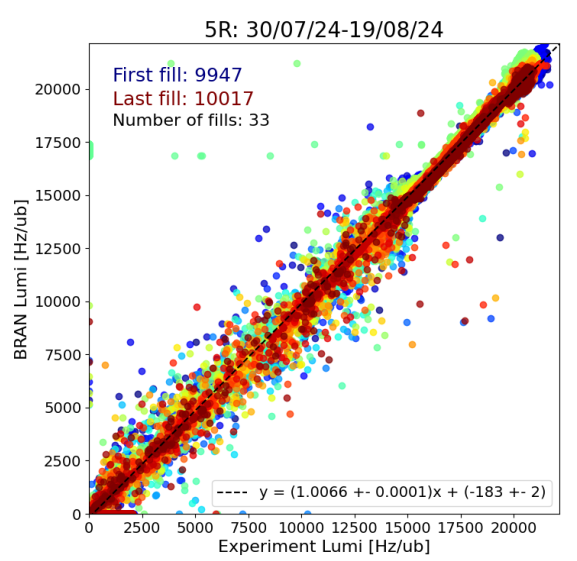 5R: 30/07/24-19/08/24
First fill: 9947
Last fill: 10017
Number of fills: 33
BRAN Lumi [Hz/ub]
20000
17500
15000
12500
10000
7500
5000
2500
0
y = (1.0066 +- 0.0001)x + (-183 +- 2)
0 2500 5000 7500 10000 12500 15000 17500 20000
Experiment Lumi [Hz/ub]